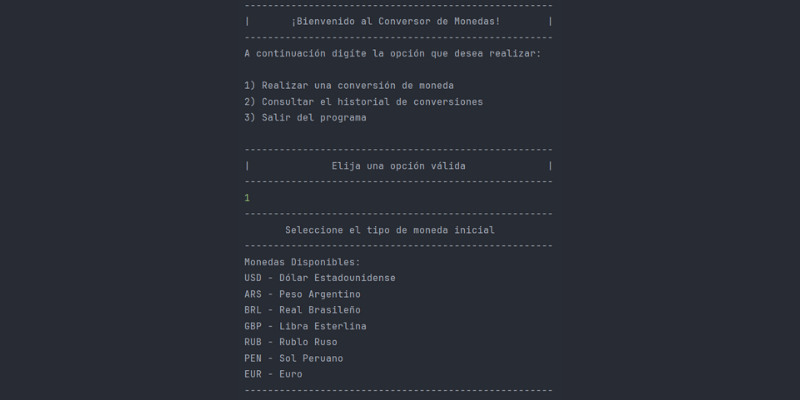 -----------------------------------------------------
|       ¡Bienvenido al Conversor de Monedas!        |
-----------------------------------------------------
A continuación digite la opción que desea realizar:
1) Realizar una conversión de moneda
2) Consultar el historial de conversiones
3) Salir del programa
-----------------------------------------------------
|              Elija una opción válida              |
-----------------------------------------------------
1
-----------------------------------------------------
Seleccione el tipo de moneda inicial
-----------------------------------------------------
Monedas Disponibles:
USD - Dólar Estadounidense
ARS - Peso Argentino
BRL - Real Brasileño
GBP - Libra Esterlina
RUB - Rublo Ruso
PEN - Sol Peruano
EUR - Euro
-----------------------------------------------------